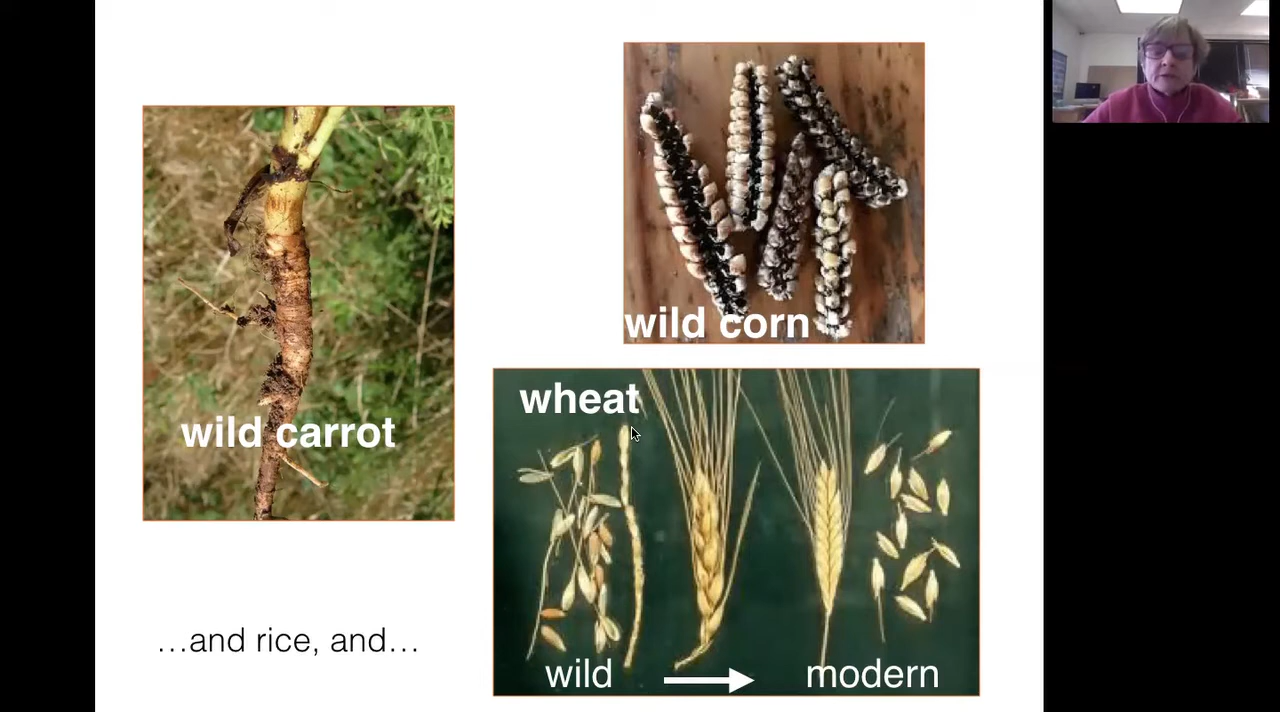 wild corn
wild carrot
wheat
wild → modern
…and rice, and…